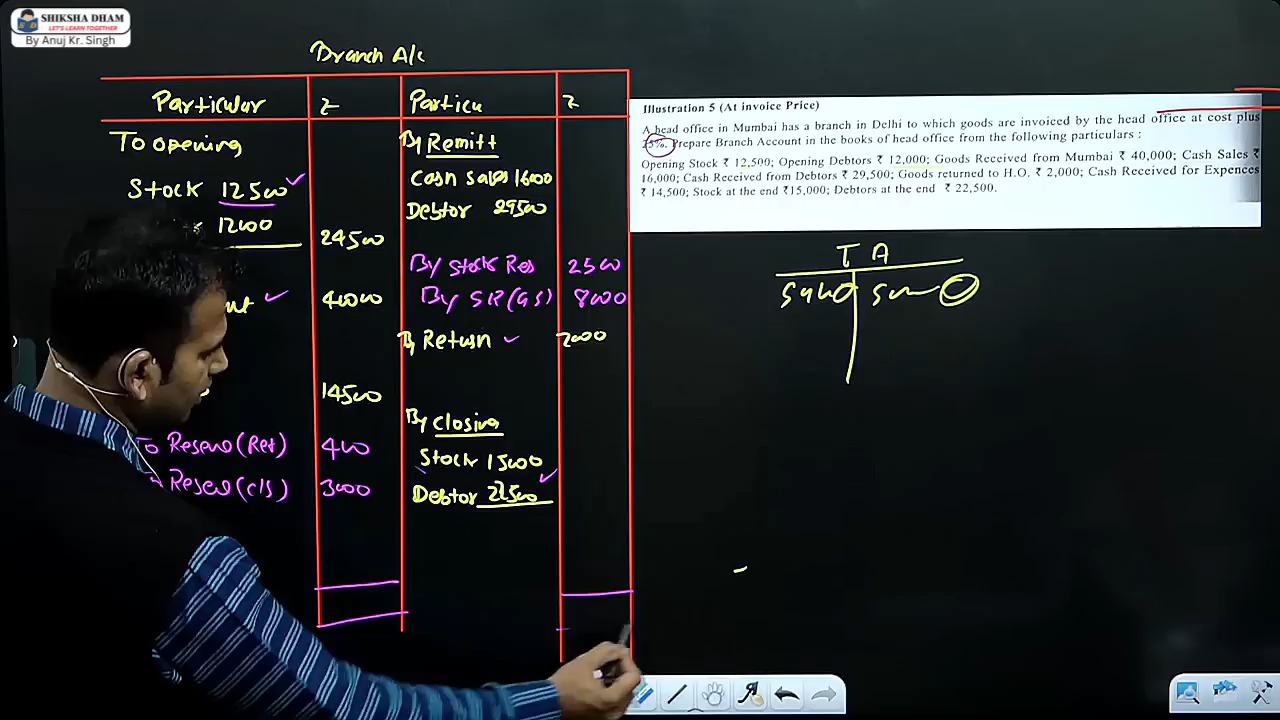 SHIKSHA DHAM
LET'S LEARN TOGETHER
By Anuj Kr. Singh
Branch A/c
Particular ₹ Particu ₹
To opening
Stock 12500
12000
24500
40000
14500
To Reserve (Ret) 400
Reserve (c/s) 3000
By Remitt
Cash sales 16000
Debtor 29500
By Stock Res 2500
By SR (GS) 8000
By Return 2000
By Closing
Stock 15000
Debtor 22500
Illustration 5 (At invoice Price)
A head office in Mumbai has a branch in Delhi to which goods are invoiced by the head office at cost plus
25%. Prepare Branch Account in the books of head office from the following particulars :
Opening Stock ₹ 12,500; Opening Debtors ₹ 12,000; Goods Received from Mumbai ₹ 40,000; Cash Sales ₹
16,000; Cash Received from Debtors ₹ 29,500; Goods returned to H.O. ₹ 2,000; Cash Received for Expences
₹ 14,500; Stock at the end ₹15,000; Debtors at the end ₹ 22,500.
T A